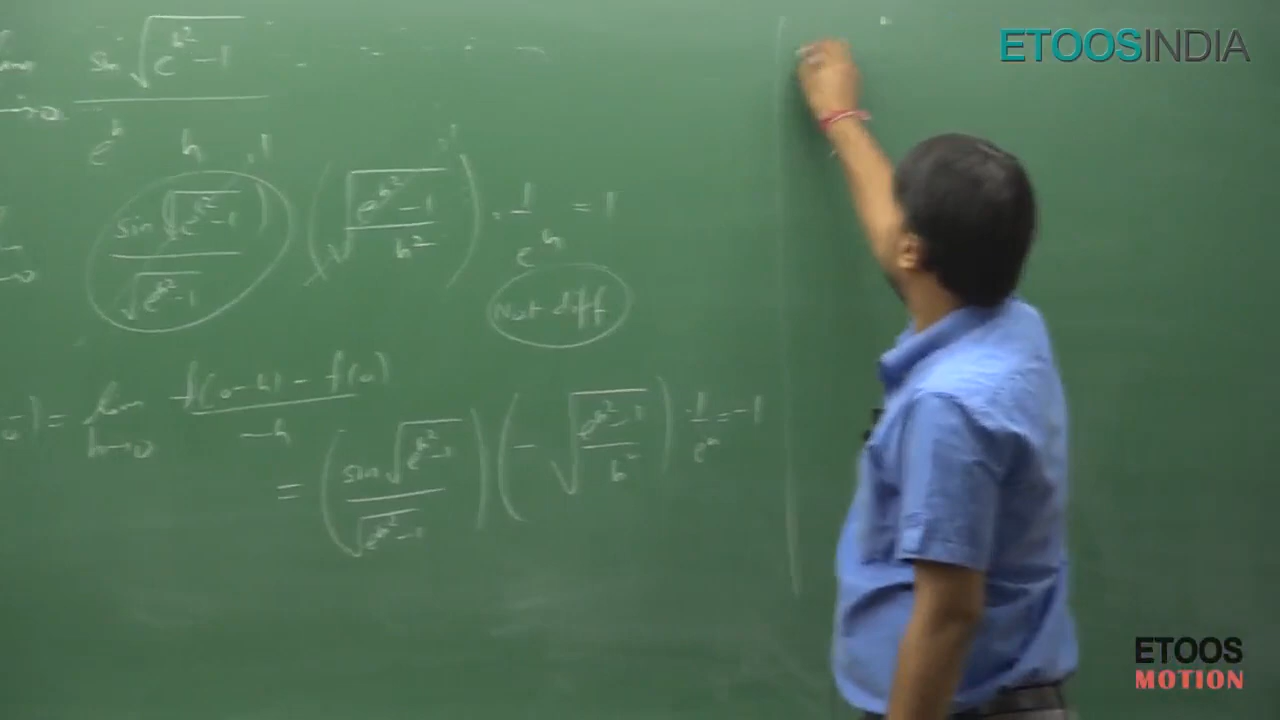 ETOOSINDIA
sin √(e^(h²) -1)
e^h h
(sin √(e^(h²) -1) / √(e^(h²) -1)) (√((e^(h²) -1) / h²)) · 1/e^h = 1
Not diff
= lim h→0 (f(0-h) - f(0)) / -h
= (sin √(e^(h²) -1) / √(e^(h²) -1)) (- √((e^(h²) -1) / h²)) · 1/e^h = -1
ETOOS
MOTION